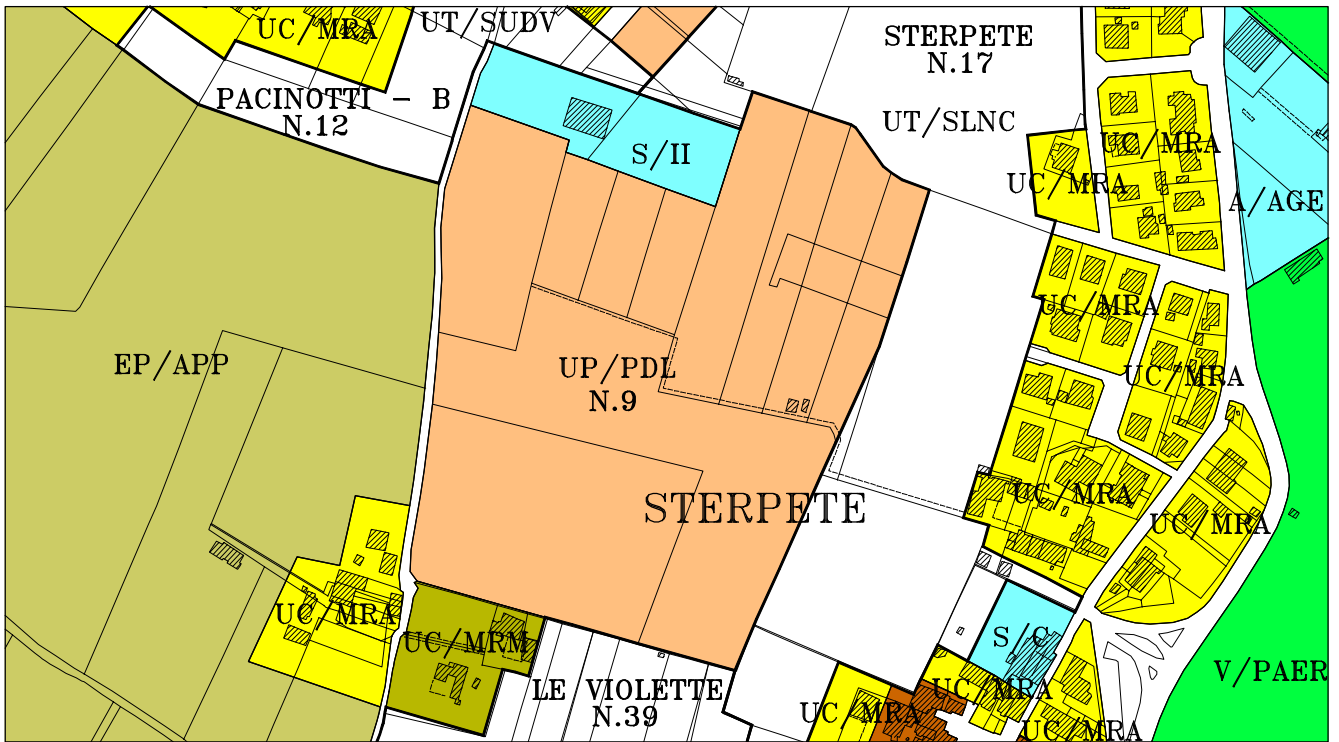 UC/MRA
UT/SUDV
STERPETE
N.17
PACINOTTI - B
N.12
UT/SLNC
S/II
UC/MRA
UC/MRA
A/AGE
UC/MRA
EP/APP
UP/PDL
N.9
UC/MRA
STERPETE
UC/MRA
UC/MRA
UC/MRA
UC/MRM
S/C
V/PAER
LE VIOLETTE
N.39
UC/MRA
UC/MRA
UC/MRA